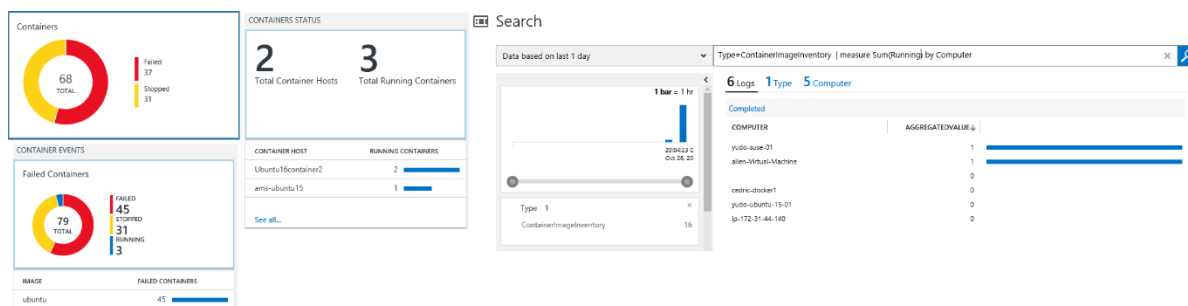 Containers
68
TOTAL
Failed
37
Stopped
31
CONTAINER EVENTS
Failed Containers
79
TOTAL
FAILED
45
STOPPED
31
RUNNING
3
IMAGE FAILED CONTAINERS
ubuntu 45
CONTAINERS STATUS
2 3
Total Container Hosts Total Running Containers
CONTAINER HOST RUNNING CONTAINERS
Ubuntu16container2 2
ams-ubuntu15 1
See all...
Search
Data based on last 1 day
Type=ContainerImageInventory | measure Sum(Running) by Computer
1 bar = 1 hr
20:04:23
Oct 26, 20
Type 1
ContainerImageInventory 16
6 Logs 1 Type 5 Computer
Completed
COMPUTER AGGREGATEDVALUE
yudo-suse-01 1
alien-Virtual-Machine 1
0
cedric-docker1 0
yudo-ubuntu-15-01 0
ip-172-31-44-140 0